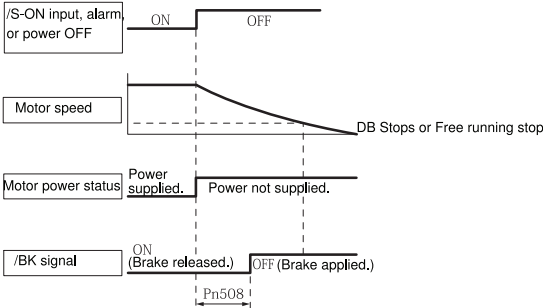 /S-ON input, alarm,
or power OFF
ON
OFF
Motor speed
DB Stops or Free running stop
Motor power status
Power
supplied.
Power not supplied.
/BK signal
ON
(Brake released.)
OFF (Brake applied.)
Pn508